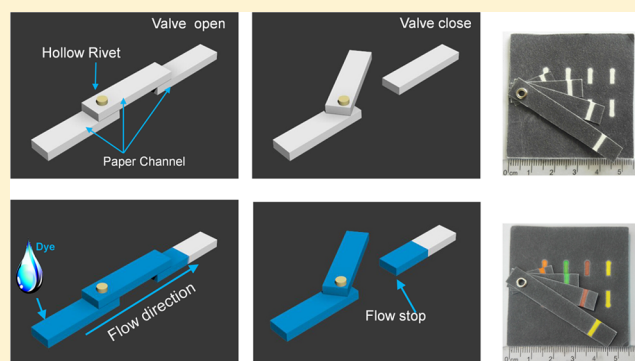 Valve open
Hollow Rivet
Paper Channel
Valve close
0 cm 1 2 3 4 5
Dye
Flow direction
Flow stop
0 cm 1 2 3 4 5